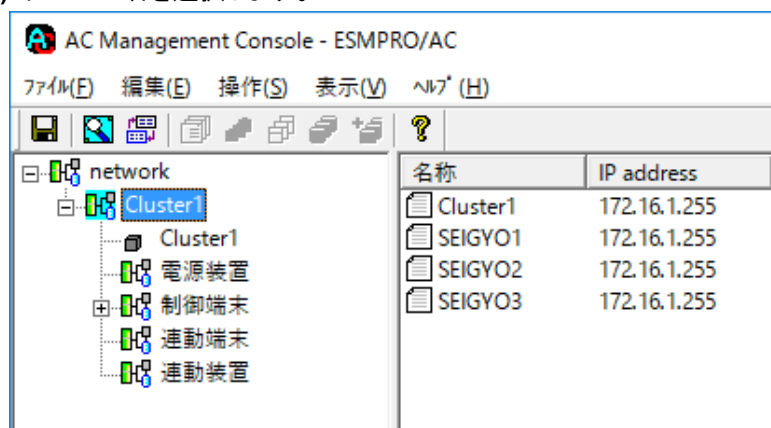 AC Management Console - ESMPRO/AC
ファイル(F) 編集(E) 操作(S) 表示(V) ヘルプ(H)
network
Cluster1
Cluster1
電源装置
制御端末
連動端末
連動装置
名称 IP address
Cluster1 172.16.1.255
SEIGYO1 172.16.1.255
SEIGYO2 172.16.1.255
SEIGYO3 172.16.1.255